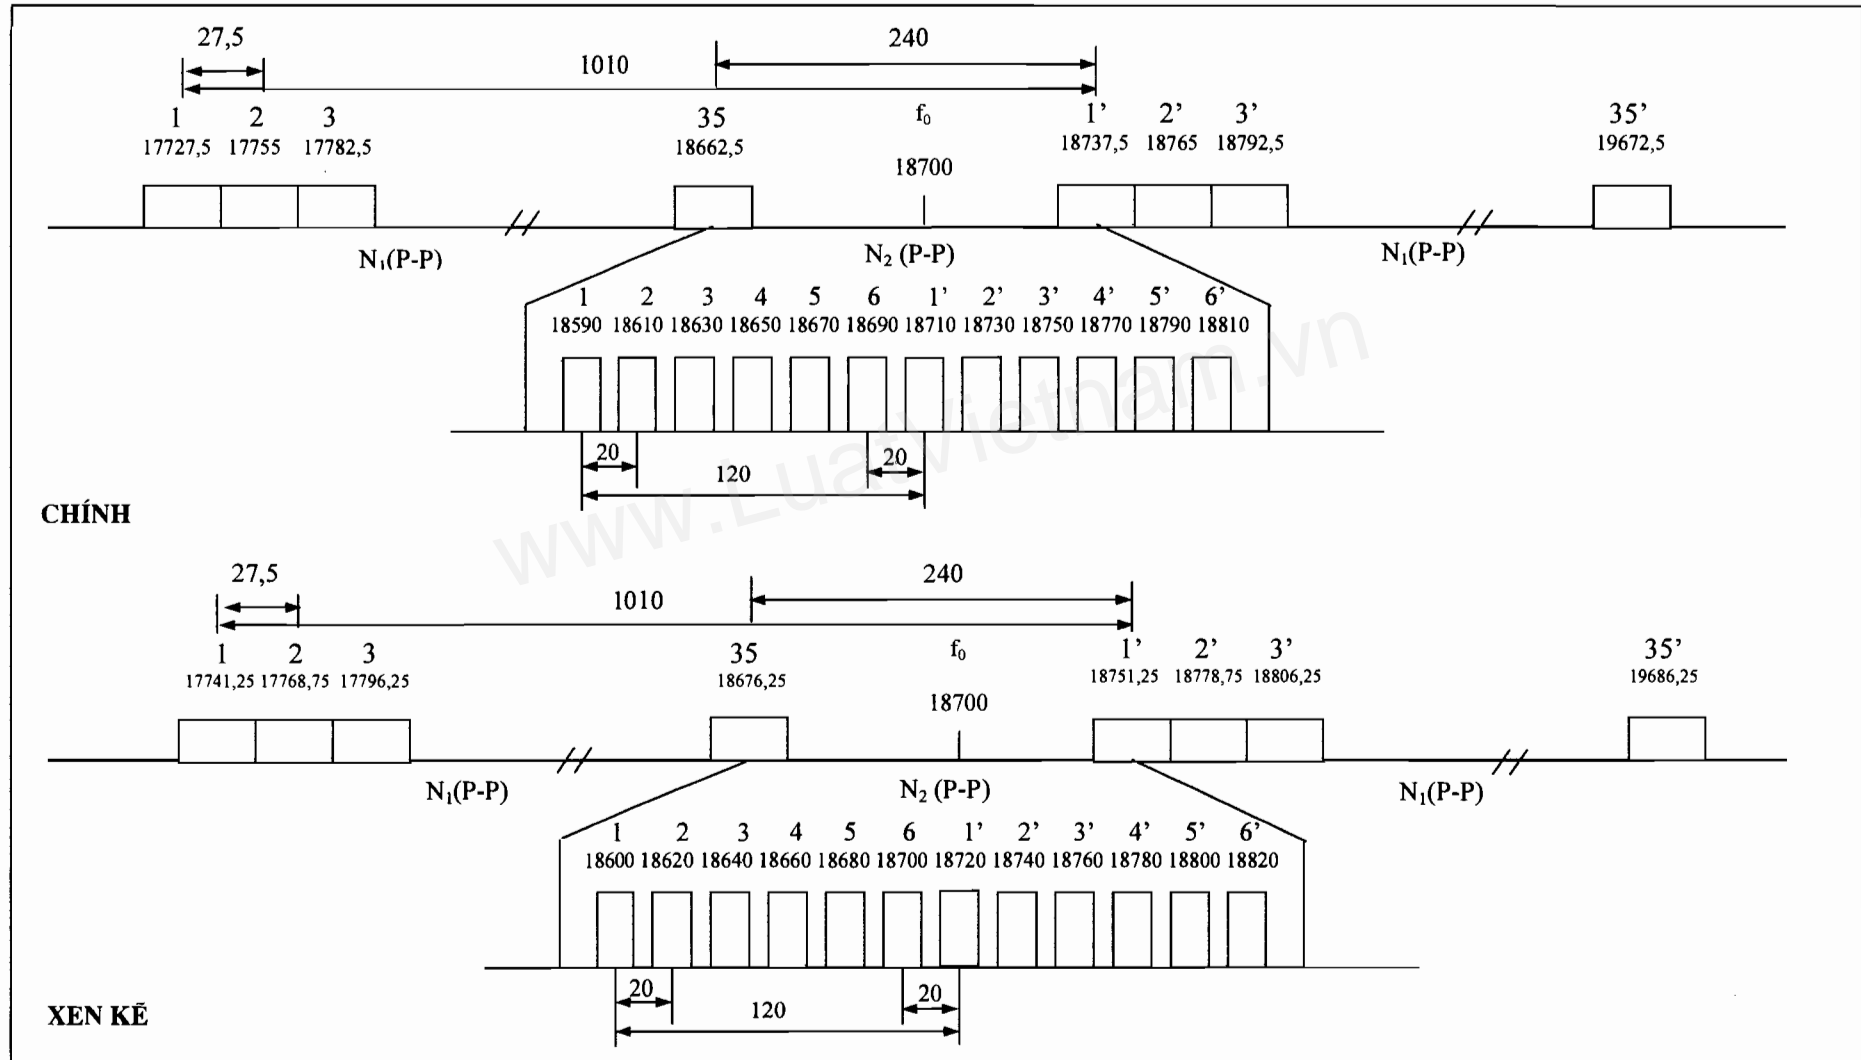 27,5 240
1010
1 2 3 35 f₀ 1’ 2’ 3’ 35’
17727,5 17755 17782,5 18662,5 18737,5 18765 18792,5 19672,5
18700
N₁(P-P) N₂ (P-P) N₁(P-P)
1 2 3 4 5 6 1’ 2’ 3’ 4’ 5’ 6’
18590 18610 18630 18650 18670 18690 18710 18730 18750 18770 18790 18810
20 20
120
CHÍNH
www.LuatVietnam.vn
27,5 240
1010
1 2 3 35 f₀ 1’ 2’ 3’ 35’
17741,25 17768,75 17796,25 18676,25 18751,25 18778,75 18806,25 19686,25
18700
N₁(P-P) N₂ (P-P) N₁(P-P)
1 2 3 4 5 6 1’ 2’ 3’ 4’ 5’ 6’
18600 18620 18640 18660 18680 18700 18720 18740 18760 18780 18800 18820
20 20
120
XEN KẼ